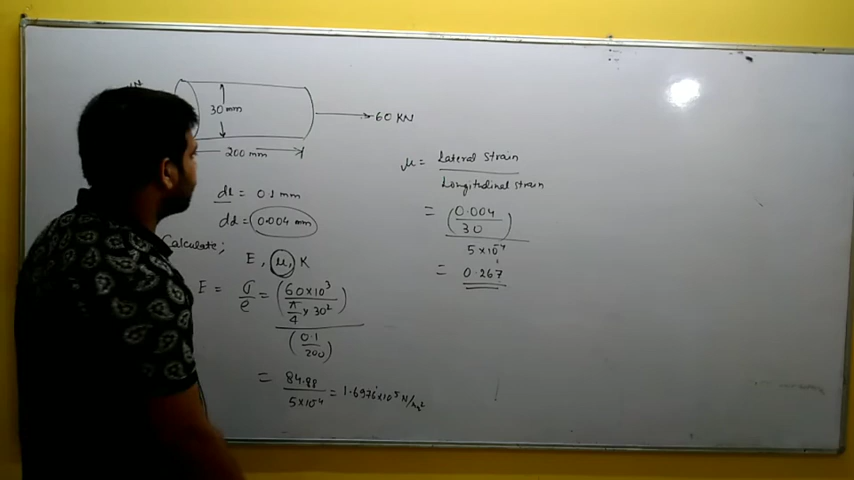 30 mm
60 KN
200 mm
dl = 0.1 mm
dd = 0.004 mm
Calculate;
E, μ, K
E = σ/e = (60×10³ / π/4 × 30²) / (0.1/200)
= 84.88 / 5×10⁻⁴ = 1.6976×10⁵ N/m²
μ = Lateral strain / Longitudinal strain
= (0.004/30) / 5×10⁻⁴
= 0.267